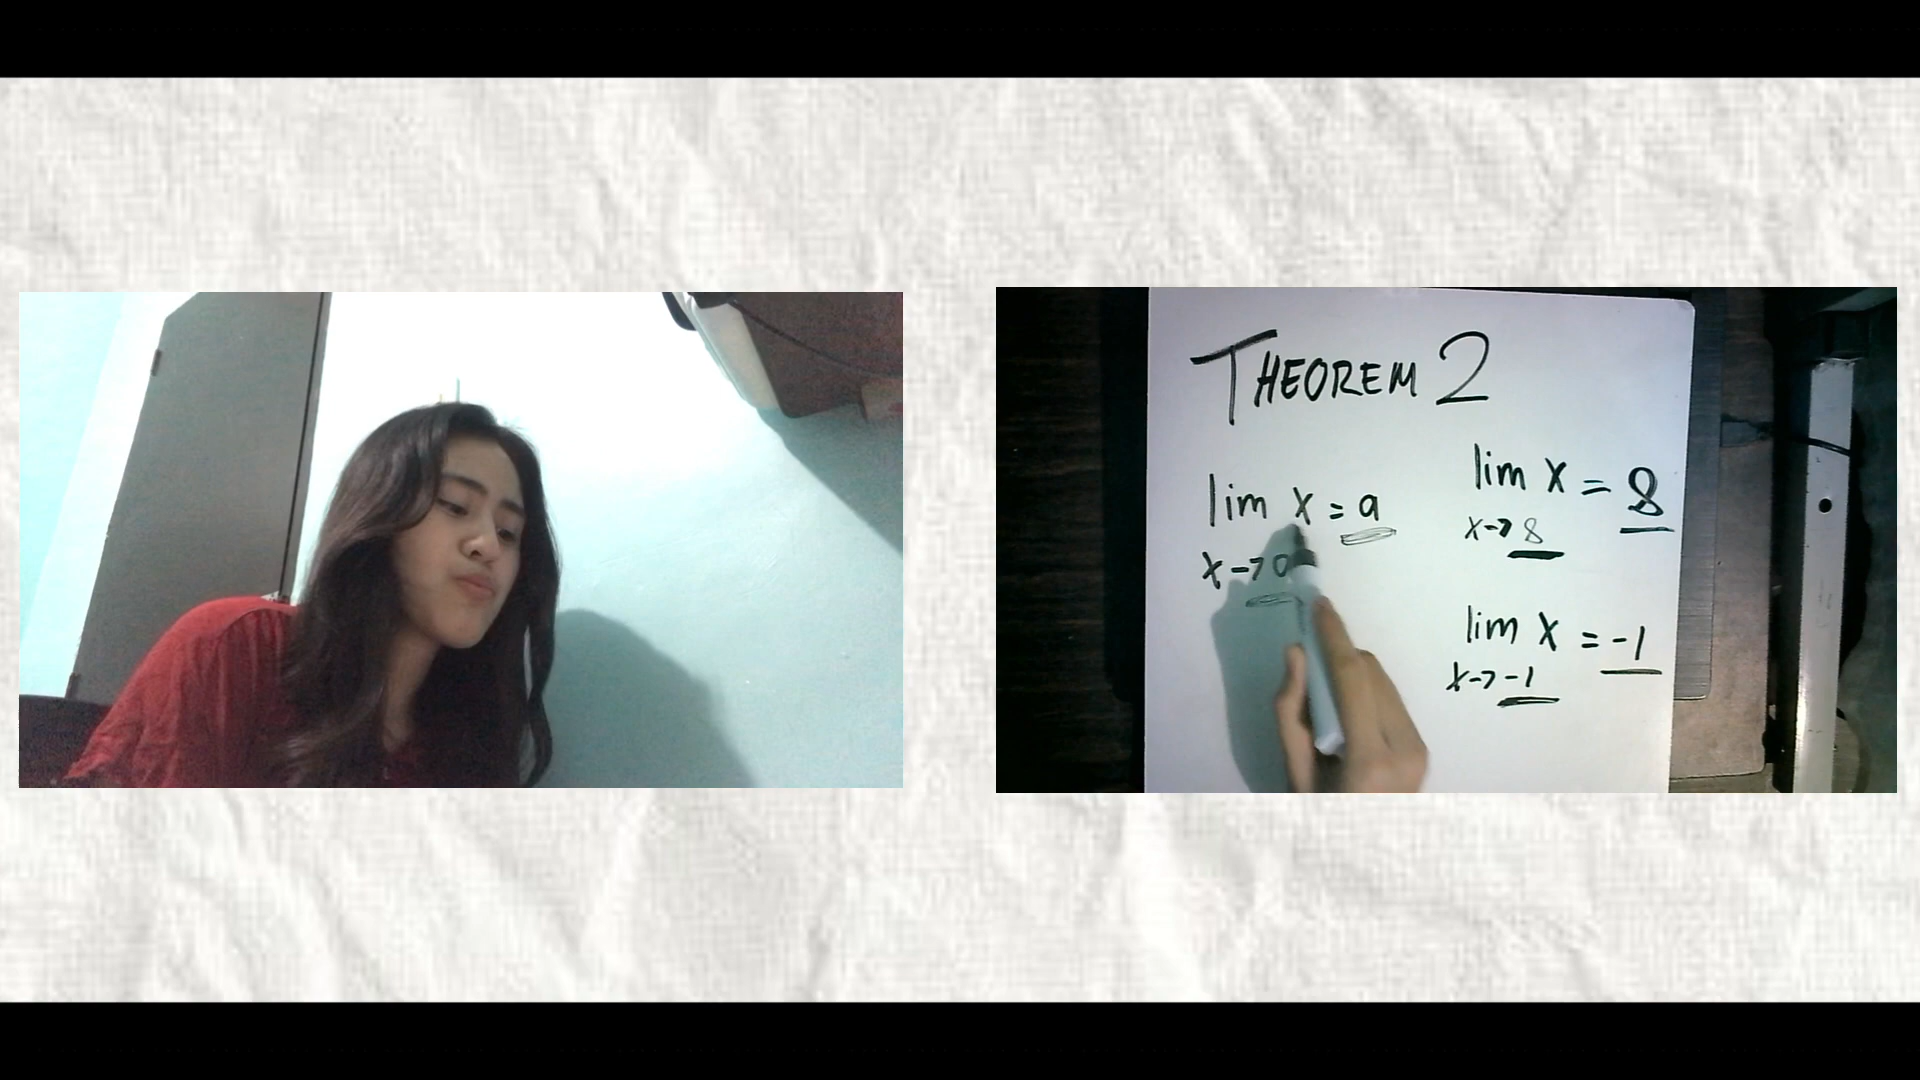 THEOREM 2
lim x = a
x→a
lim x = 8
x→8
lim x = -1
x→-1